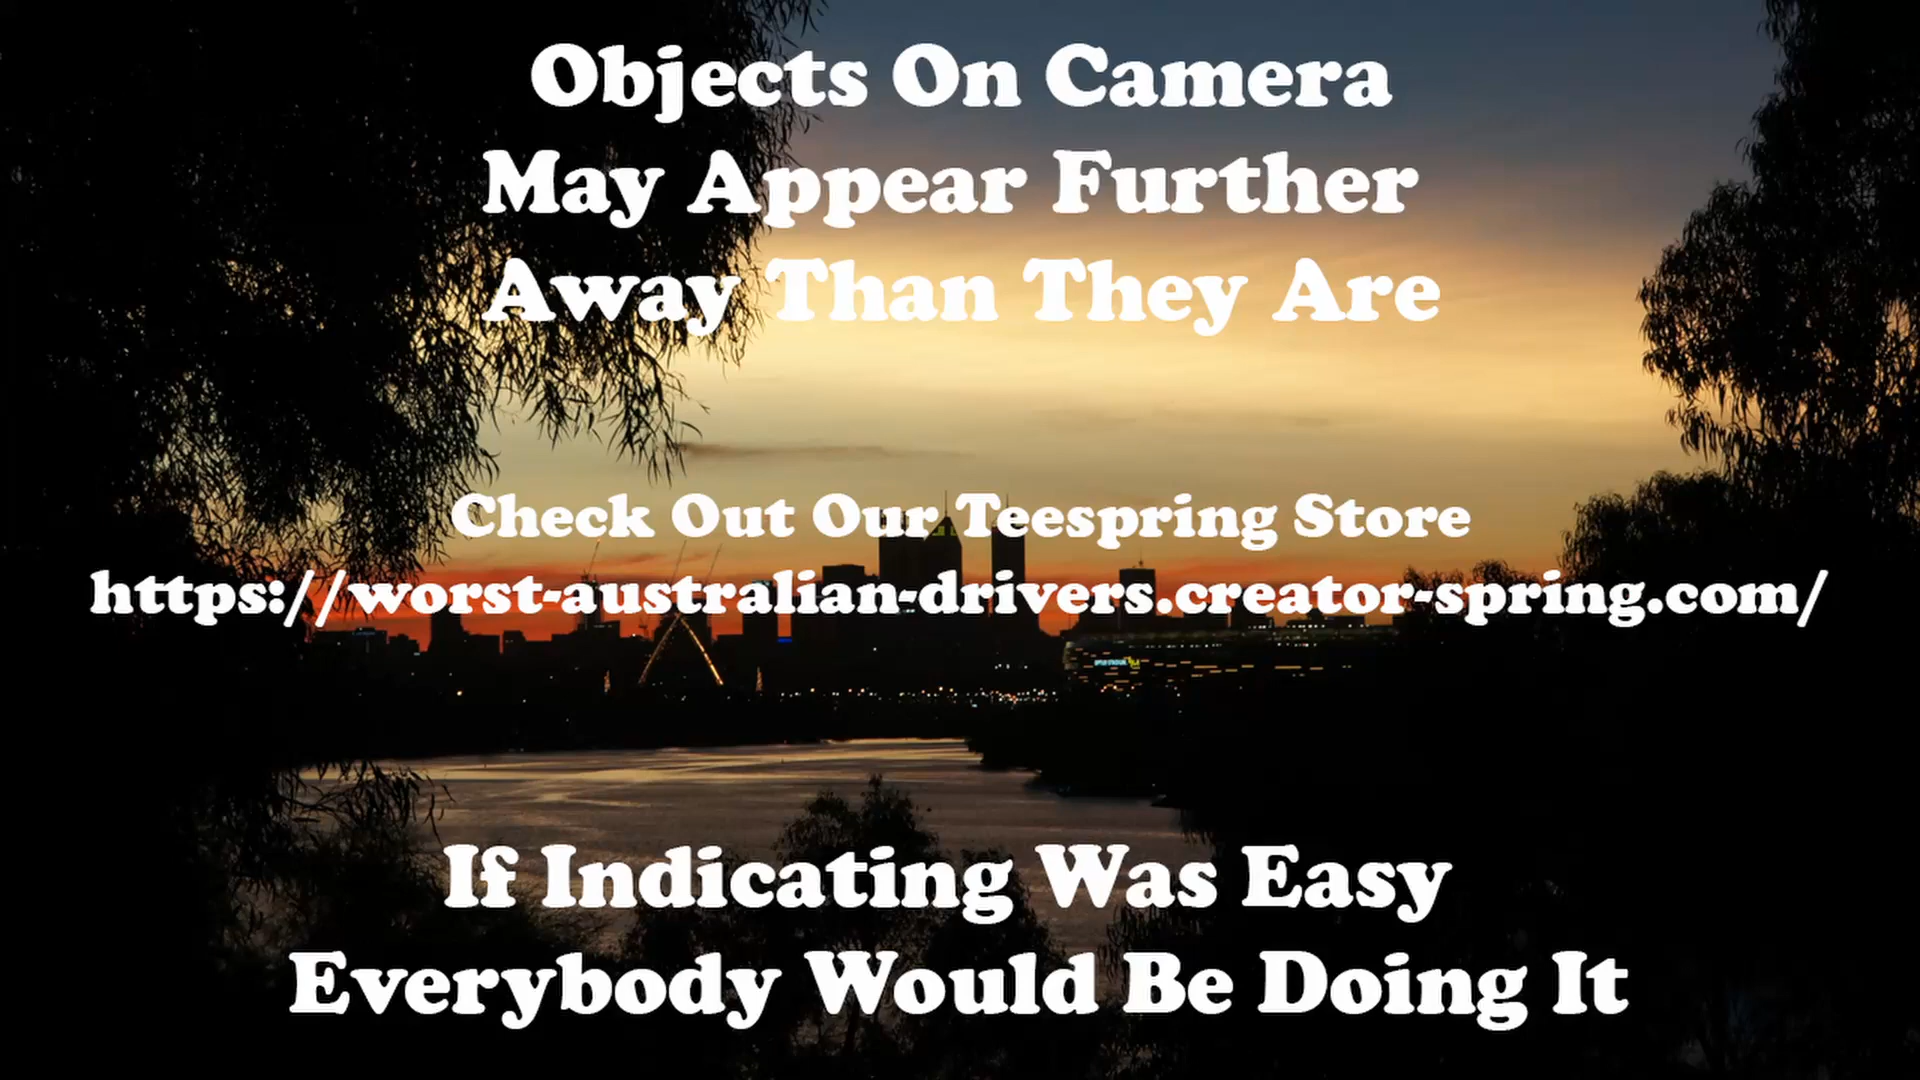 Objects On Camera
May Appear Further
Away Than They Are
Check Out Our Teespring Store
https://worst-australian-drivers.creator-spring.com/
If Indicating Was Easy
Everybody Would Be Doing It